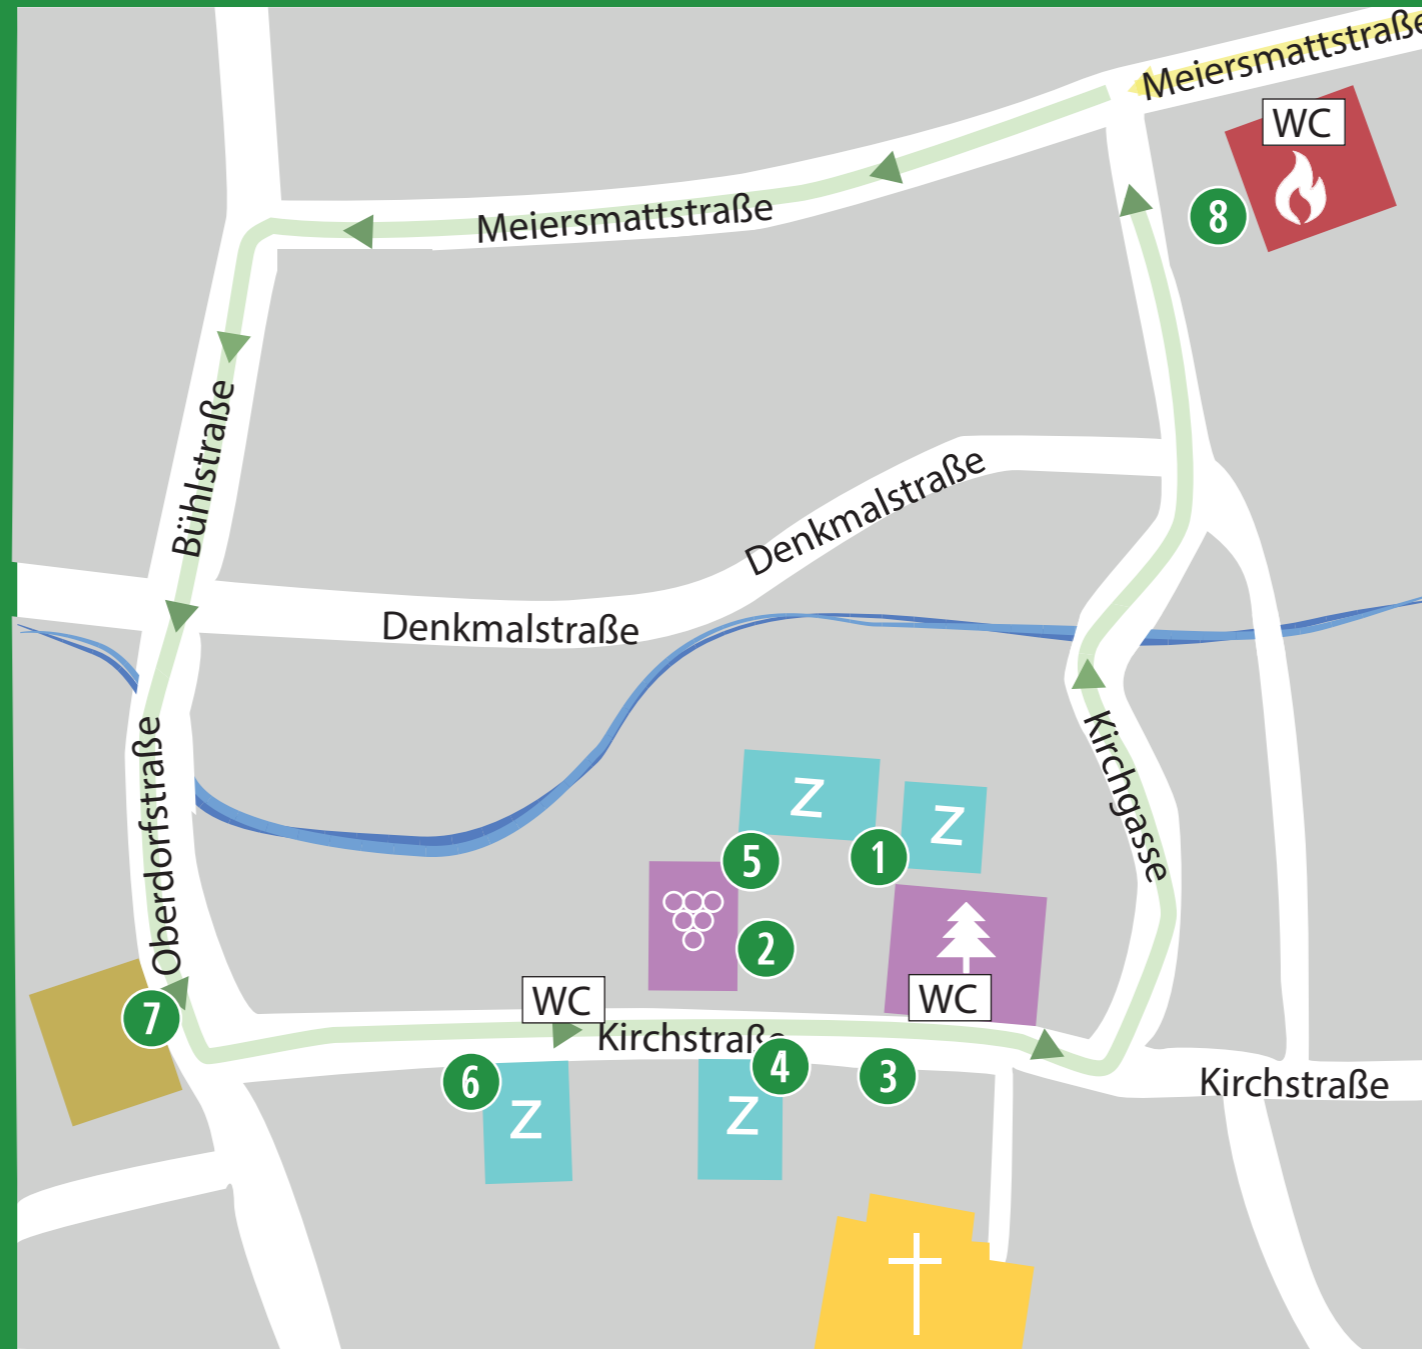 Meiersmattstraße
WC
8
Meiersmattstraße
Bühlstraße
Denkmalstraße
Denkmalstraße
Kirchgasse
Oberdorfstraße
Z
Z
5
1
2
WC
WC
7
Kirchstraße
4
3
6
Z
Z
Kirchstraße